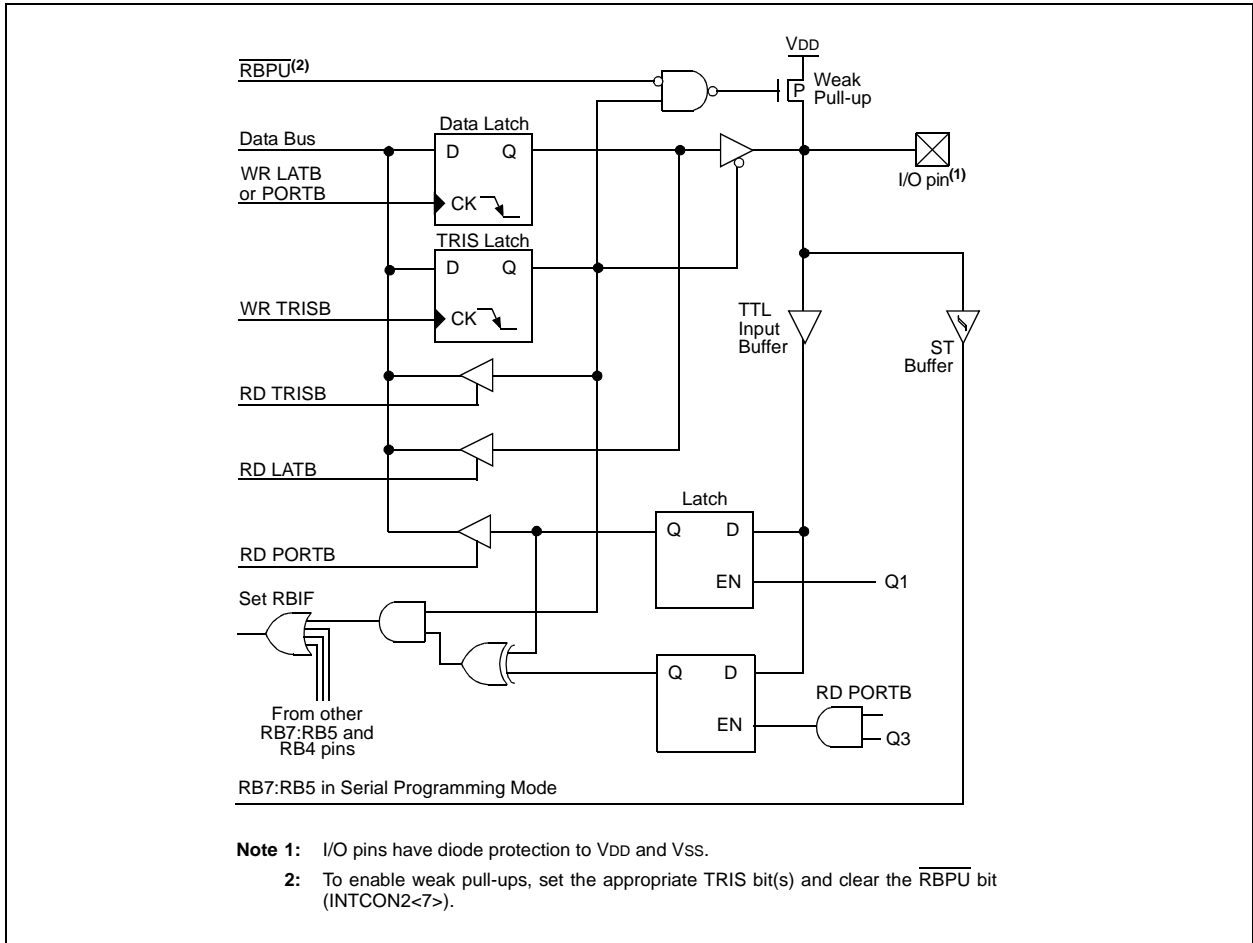 RBPU(2)
VDD
P
Weak
Pull-up
Data Latch
Data Bus
D Q
WR LATB
or PORTB
CK
I/O pin(1)
TRIS Latch
D Q
WR TRISB
CK
TTL
Input
Buffer
ST
Buffer
RD TRISB
RD LATB
Latch
Q D
EN
Q1
RD PORTB
Set RBIF
Q D
EN
RD PORTB
Q3
From other
RB7:RB5 and
RB4 pins
RB7:RB5 in Serial Programming Mode
Note 1: I/O pins have diode protection to VDD and VSS.
2: To enable weak pull-ups, set the appropriate TRIS bit(s) and clear the RBPU bit
(INTCON2<7>).